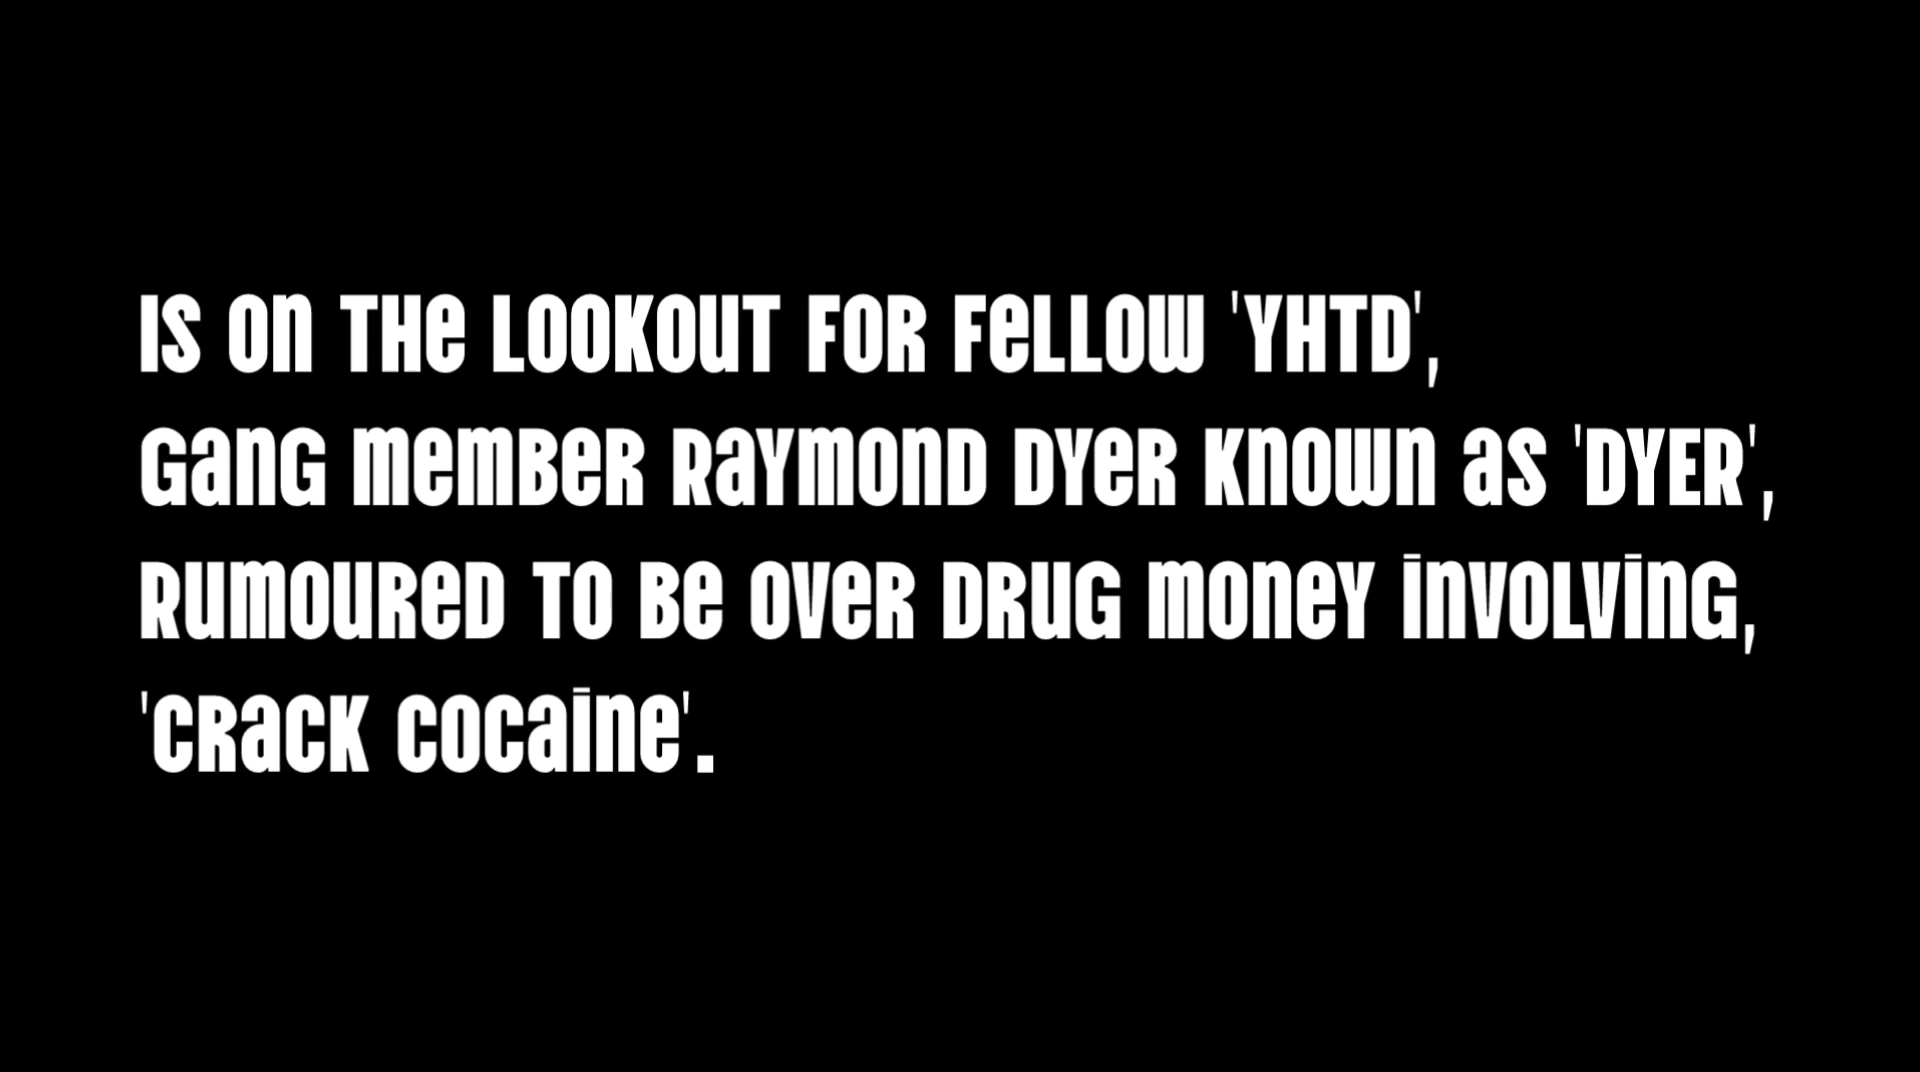 IS ON THE LOOKOUT FOR FELLOW 'YHTD',
GANG MEMBER RAYMOND DYER KNOWN AS 'DYER',
RUMOURED TO BE OVER DRUG MONEY INVOLVING,
'CRACK COCAINE'.